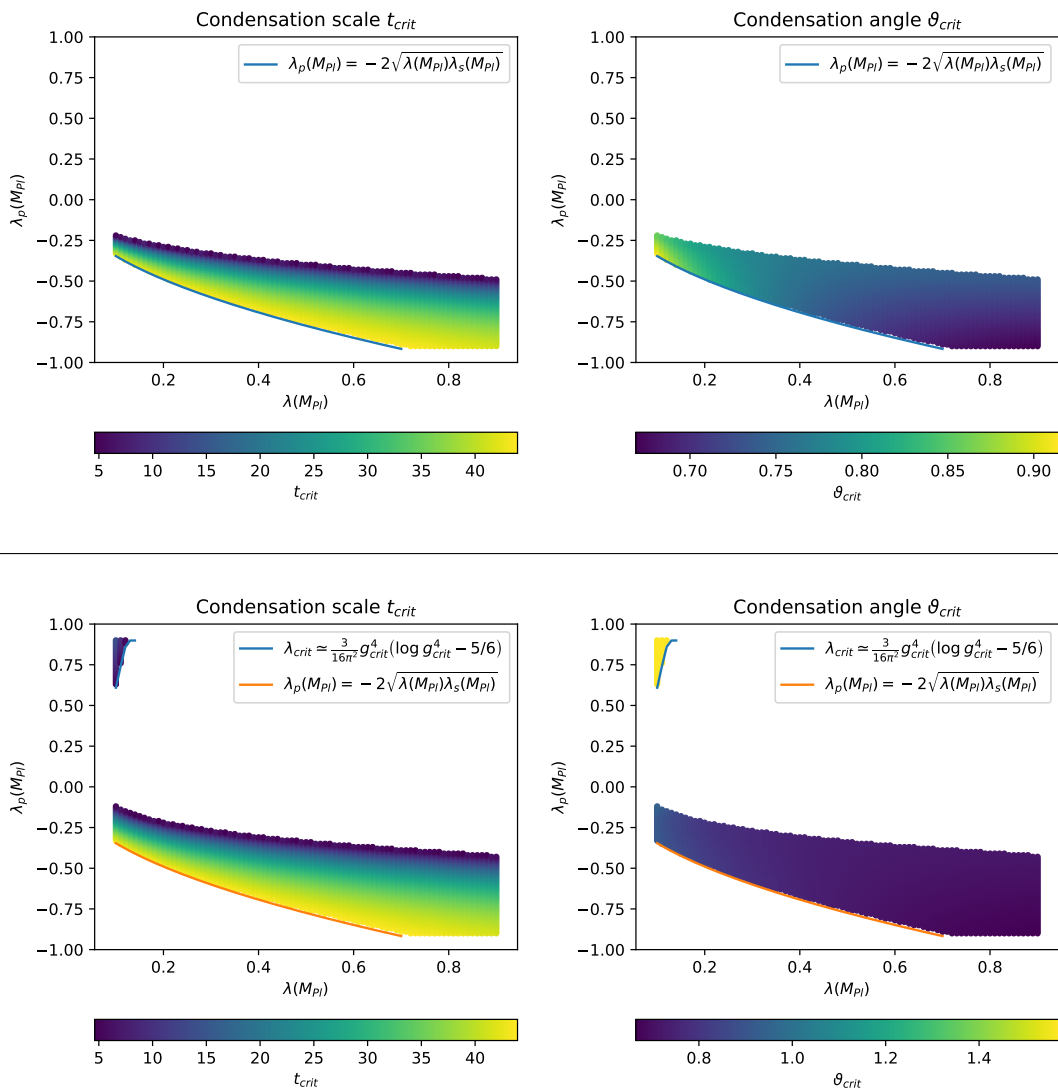 Condensation scale t_crit
1.00
0.75
0.50
0.25
0.00
−0.25
−0.50
−0.75
−1.00
λ_p(M_Pl)
λ_p(M_Pl) = −2√λ(M_Pl)λ_s(M_Pl)
0.2 0.4 0.6 0.8
λ(M_Pl)
5 10 15 20 25 30 35 40
t_crit
Condensation angle ϑ_crit
1.00
0.75
0.50
0.25
0.00
−0.25
−0.50
−0.75
−1.00
λ_p(M_Pl)
λ_p(M_Pl) = −2√λ(M_Pl)λ_s(M_Pl)
0.2 0.4 0.6 0.8
λ(M_Pl)
0.70 0.75 0.80 0.85 0.90
ϑ_crit
Condensation scale t_crit
1.00
0.75
0.50
0.25
0.00
−0.25
−0.50
−0.75
−1.00
λ_p(M_Pl)
λ_crit ≃ 3/16π² g⁴_crit(log g⁴_crit − 5/6)
λ_p(M_Pl) = −2√λ(M_Pl)λ_s(M_Pl)
0.2 0.4 0.6 0.8
λ(M_Pl)
5 10 15 20 25 30 35 40
t_crit
Condensation angle ϑ_crit
1.00
0.75
0.50
0.25
0.00
−0.25
−0.50
−0.75
−1.00
λ_p(M_Pl)
λ_crit ≃ 3/16π² g⁴_crit(log g⁴_crit − 5/6)
λ_p(M_Pl) = −2√λ(M_Pl)λ_s(M_Pl)
0.2 0.4 0.6 0.8
λ(M_Pl)
0.8 1.0 1.2 1.4
ϑ_crit